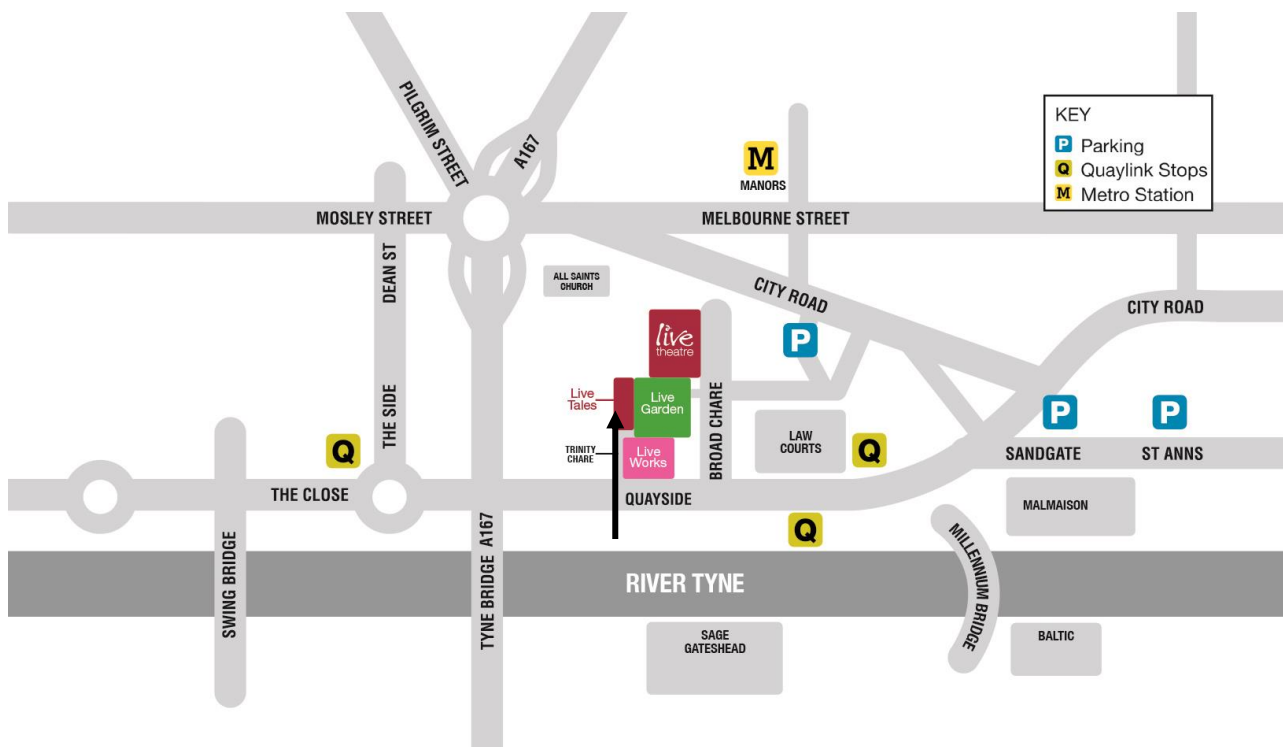 PILGRIM STREET
A167
M
MANORS
KEY
P Parking
Q Quaylink Stops
M Metro Station
MOSLEY STREET
MELBOURNE STREET
DEAN ST
ALL SAINTS
CHURCH
CITY ROAD
CITY ROAD
live
theatre
P
Live
Tales
Live
Garden
BROAD CHARE
THE SIDE
P
P
LAW
COURTS
Q
Q
TRINITY
CHARE
Live
Works
SANDGATE
ST ANNS
THE CLOSE
QUAYSIDE
MALMAISON
Q
TYNE BRIDGE A167
SWING BRIDGE
MILLENNIUM BRIDGE
RIVER TYNE
SAGE
GATESHEAD
BALTIC